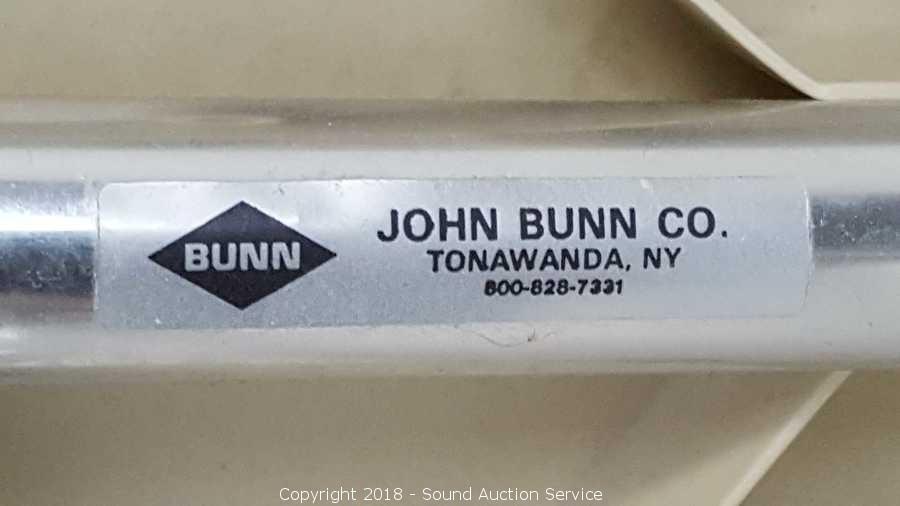 BUNN
JOHN BUNN CO.
TONAWANDA, NY
800-828-7331
Copyright 2018 - Sound Auction Service